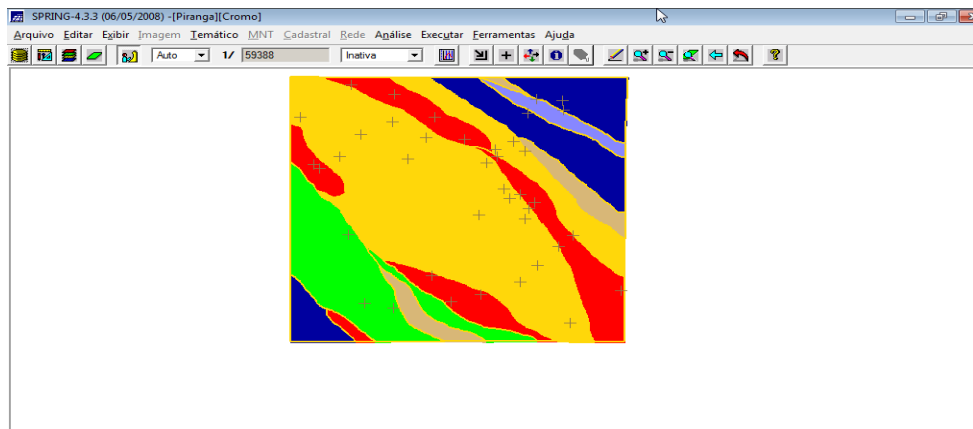 SPRING-4.3.3 (06/05/2008) -[Piranga][Cromo]
Arquivo Editar Exibir Imagem Temático MNT Cadastral Rede Análise Executar Ferramentas Ajuda
Auto 1/ 59388 Inativa